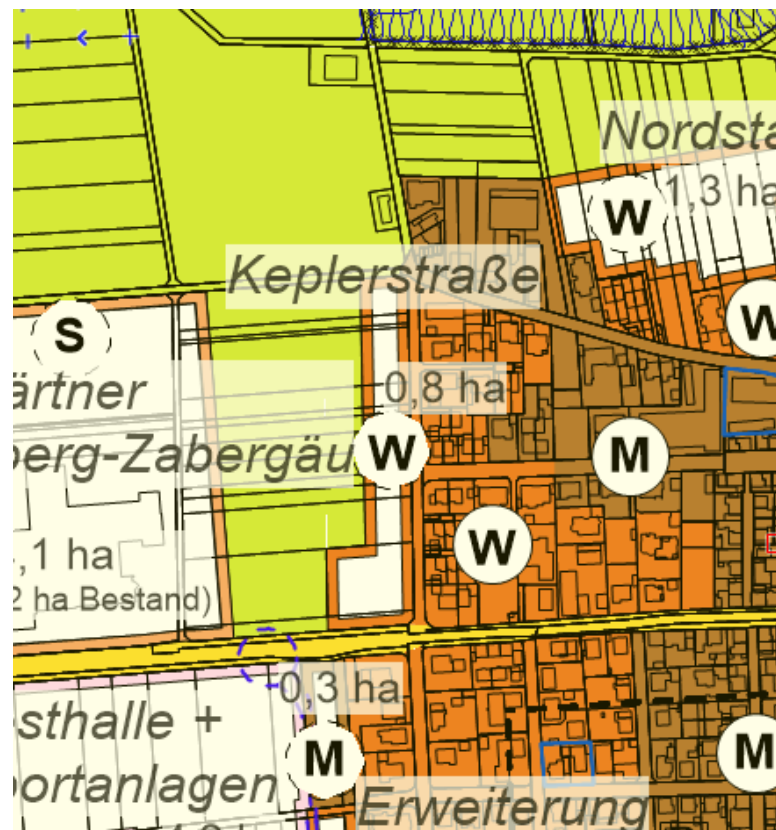 Nordsta
W
1,3 ha
Keplerstraße
S
W
ärtner
0,8 ha
berg-Zabergäu
W
M
W
,1 ha
2 ha Bestand)
0,3 ha
sthalle +
M
M
portanlagen
Erweiterung